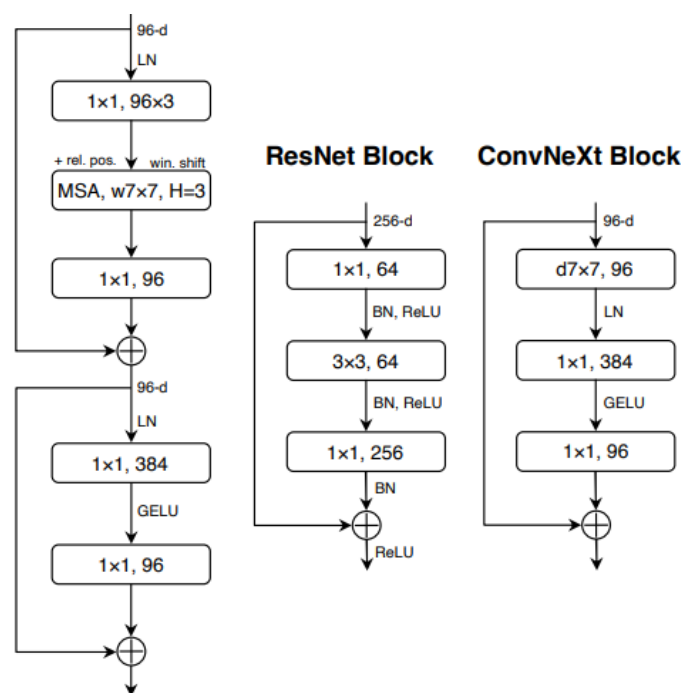 96-d
LN
1×1, 96×3
+ rel. pos. win. shift
MSA, w7×7, H=3
1×1, 96
96-d
LN
1×1, 384
GELU
1×1, 96
ResNet Block
256-d
1×1, 64
BN, ReLU
3×3, 64
BN, ReLU
1×1, 256
BN
ReLU
ConvNeXt Block
96-d
d7×7, 96
LN
1×1, 384
GELU
1×1, 96